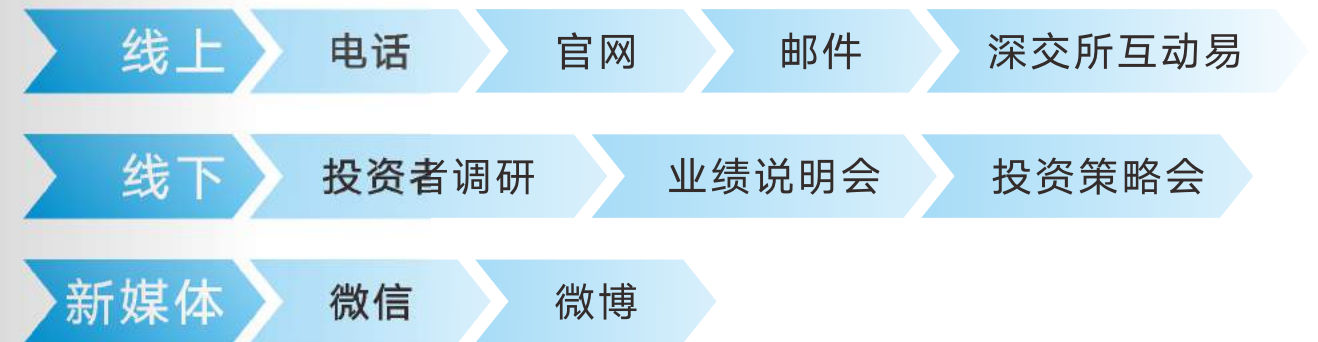 线上 电话 官网 邮件 深交所互动易
线下 投资者调研 业绩说明会 投资策略会
新媒体 微信 微博